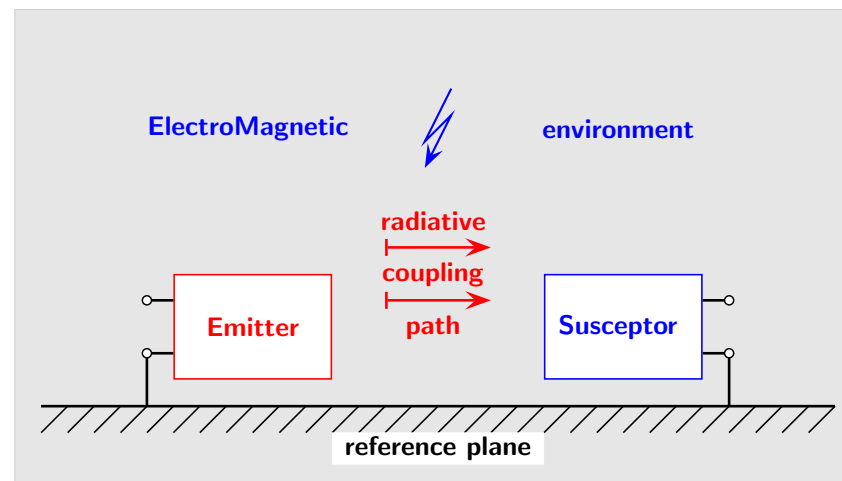 ElectroMagnetic environment
radiative
coupling
path
Emitter
Susceptor
reference plane